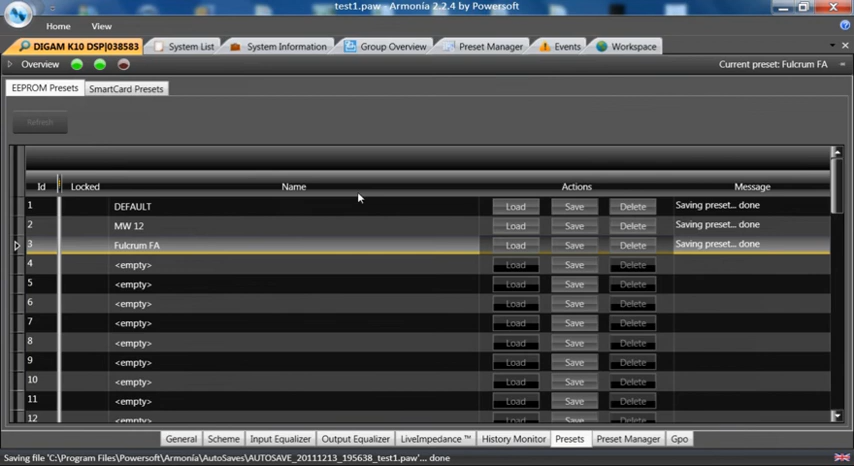 test1.paw - Armonía 2.2.4 by Powersoft
Home View
DIGAM K10 DSP|038583 System List System Information Group Overview Preset Manager Events Workspace
Overview Current preset: Fulcrum FA
EEPROM Presets SmartCard Presets
Refresh
Id Locked Name Actions Message
1 DEFAULT Load Save Delete Saving preset... done
2 MW 12 Load Save Delete Saving preset... done
3 Fulcrum FA Load Save Delete Saving preset... done
4 <empty> Load Save Delete
5 <empty> Load Save Delete
6 <empty> Load Save Delete
7 <empty> Load Save Delete
8 <empty> Load Save Delete
9 <empty> Load Save Delete
10 <empty> Load Save Delete
11 <empty> Load Save Delete
12 <empty> Load Save Delete
General Scheme Input Equalizer Output Equalizer LiveImpedance ™ History Monitor Presets Preset Manager Gpo
Saving file 'C:\Program Files\Powersoft\Armonía\AutoSaves\AUTOSAVE_20111213_195638_test1.paw'... done